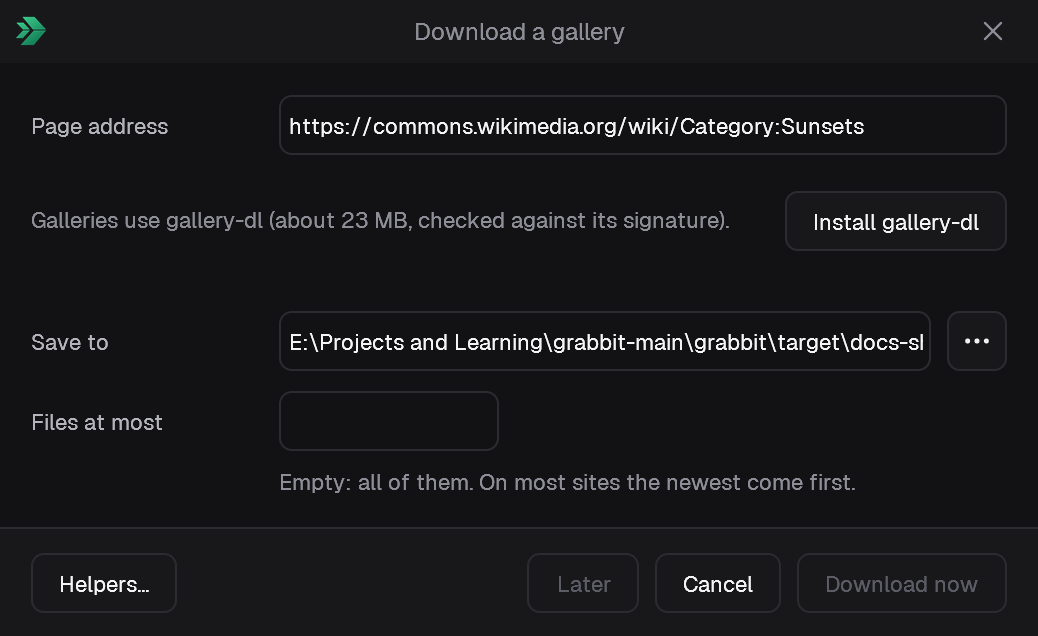 Download a gallery
Page address
https://commons.wikimedia.org/wiki/Category:Sunsets
Galleries use gallery-dl (about 23 MB, checked against its signature).
Install gallery-dl
Save to
E:\Projects and Learning\grabbit-main\grabbit\target\docs-sl
...
Files at most
Empty: all of them. On most sites the newest come first.
Helpers...
Later
Cancel
Download now